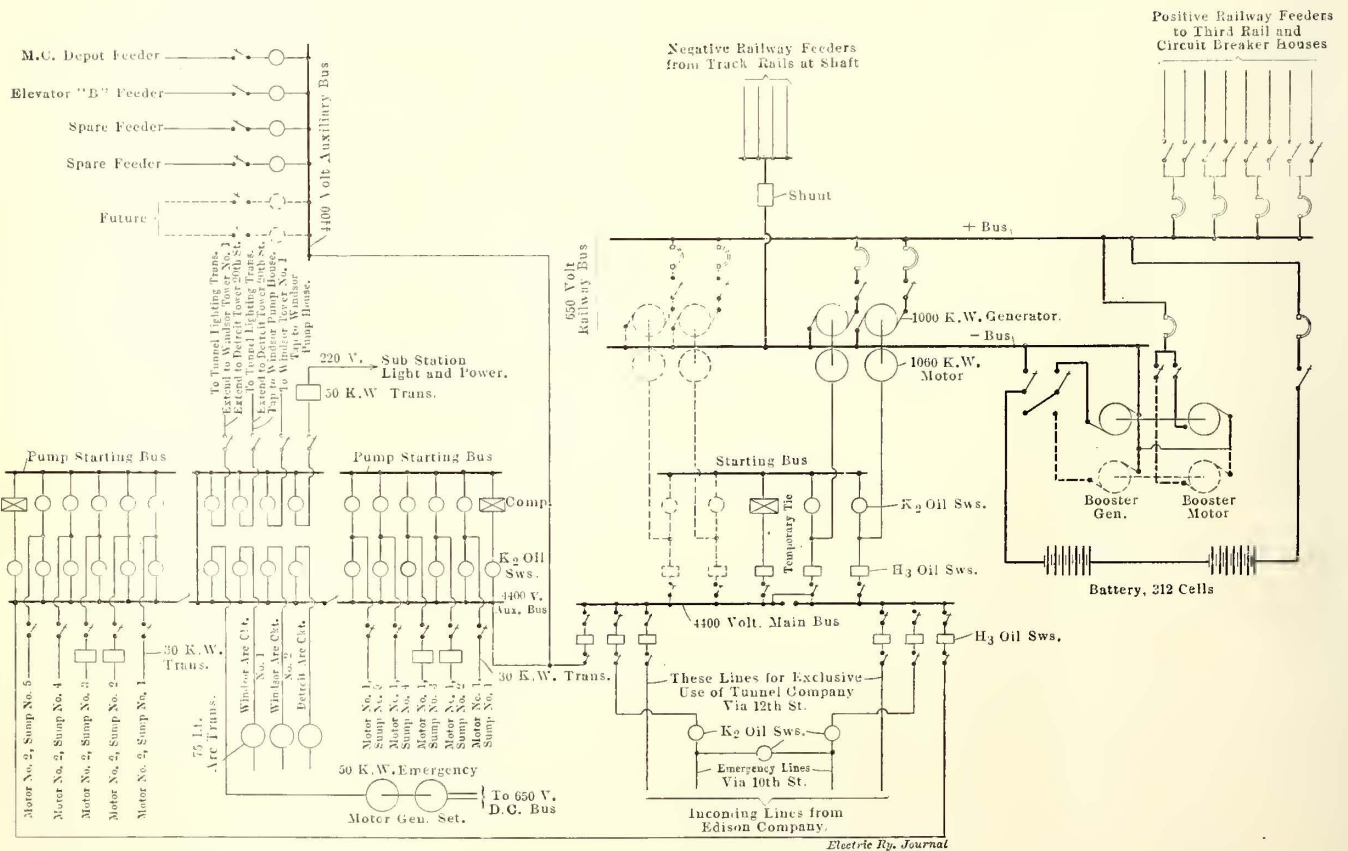 Positive Railway Feeders
to Third Rail and
Circuit Breaker Houses
Negative Railway Feeders
from Track Rails at Shaft
M.C. Depot Feeder
Elevator "B" Feeder
Spare Feeder
Spare Feeder
Future
4400 Volt Auxiliary Bus
Shunt
+ Bus
650 Volt
Railway Bus
1000 K.W. Generator.
- Bus
1060 K.W.
Motor
To Tunnel Lighting Trans.
Extend to Windsor Tower No. 1
Extend to Detroit Tower 20th St.
To Tunnel Lighting Trans.
Extend to Detroit Tower 20th St.
Tap to Windsor Pump House.
To Windsor Tower No. 1
Tap to Windsor
Pump House.
220 V.
Sub Station
Light and Power.
50 K.W Trans.
Pump Starting Bus
Pump Starting Bus
Comp.
K2 Oil
Sws.
4400 V.
Aux. Bus
Starting Bus
Temporary Tie
K2 Oil Sws.
H3 Oil Sws.
Booster
Gen.
Booster
Motor
Battery, 312 Cells
4400 Volt. Main Bus
H3 Oil Sws.
30 K.W.
Trans.
30 K.W. Trans.
Motor No. 2, Sump No. 5
Motor No. 2, Sump No. 4
Motor No. 2, Sump No. 3
Motor No. 2, Sump No. 2
Motor No. 2, Sump No. 1
75 Lt.
Arc Trans.
Windsor Arc Ckt.
No. 1
Windsor Arc Ckt.
No. 2
Detroit Arc Ckt.
Motor No. 1
Sump No. 5
Motor No. 1
Sump No. 4
Motor No. 1
Sump No. 3
Motor No. 1
Sump No. 2
Motor No. 1
Sump No. 1
These Lines for Exclusive
Use of Tunnel Company
Via 12th St.
K2 Oil Sws.
Emergency Lines
Via 10th St.
50 K.W. Emergency
Motor Gen. Set.
To 650 V.
D.C. Bus
Incoming Lines from
Edison Company.
Electric Ry. Journal